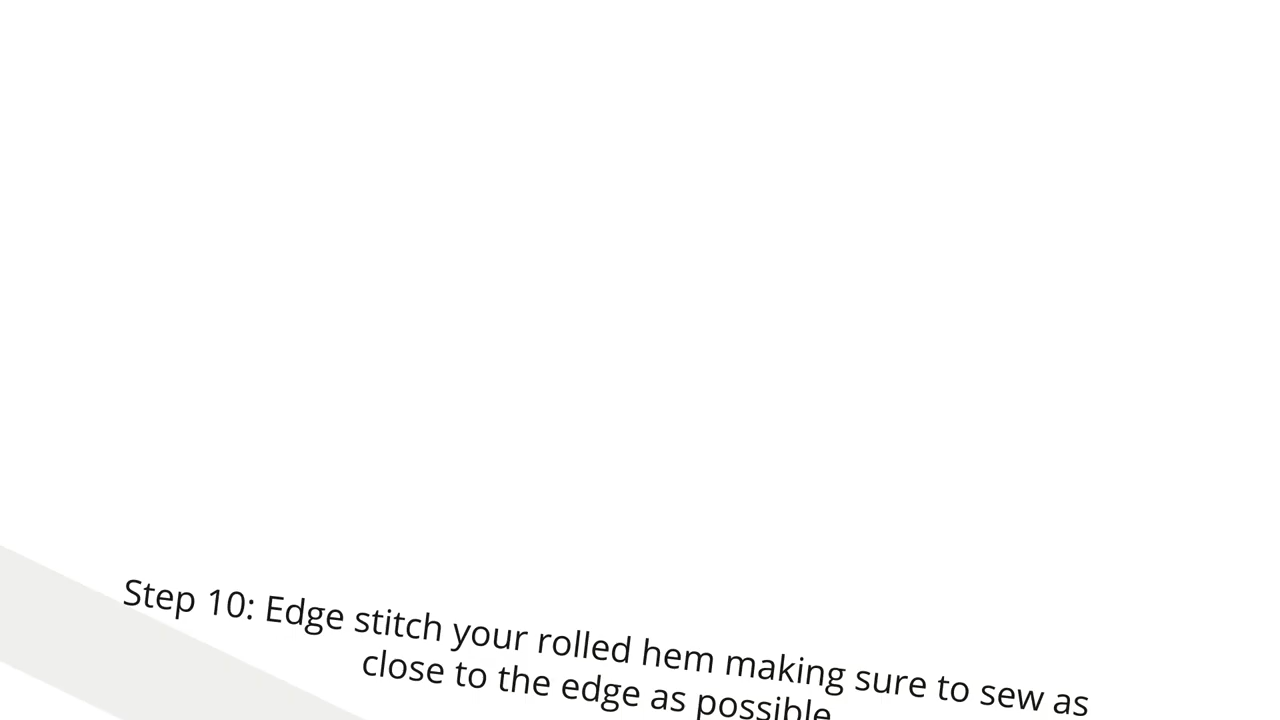 Step 10: Edge stitch your rolled hem making sure to sew as
close to the edge as possible